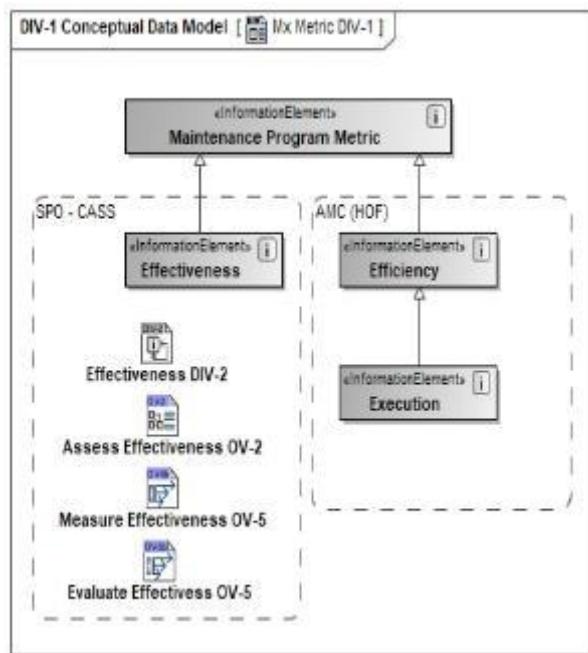 DIV-1 Conceptual Data Model [ Mx Metric DIV-1 ]
«InformationElement»
Maintenance Program Metric
SPO - CASS
AMC (HOF)
«InformationElement»
Effectiveness
«InformationElement»
Efficiency
Effectiveness DIV-2
«InformationElement»
Execution
Assess Effectiveness OV-2
Measure Effectiveness OV-5
Evaluate Effectivess OV-5